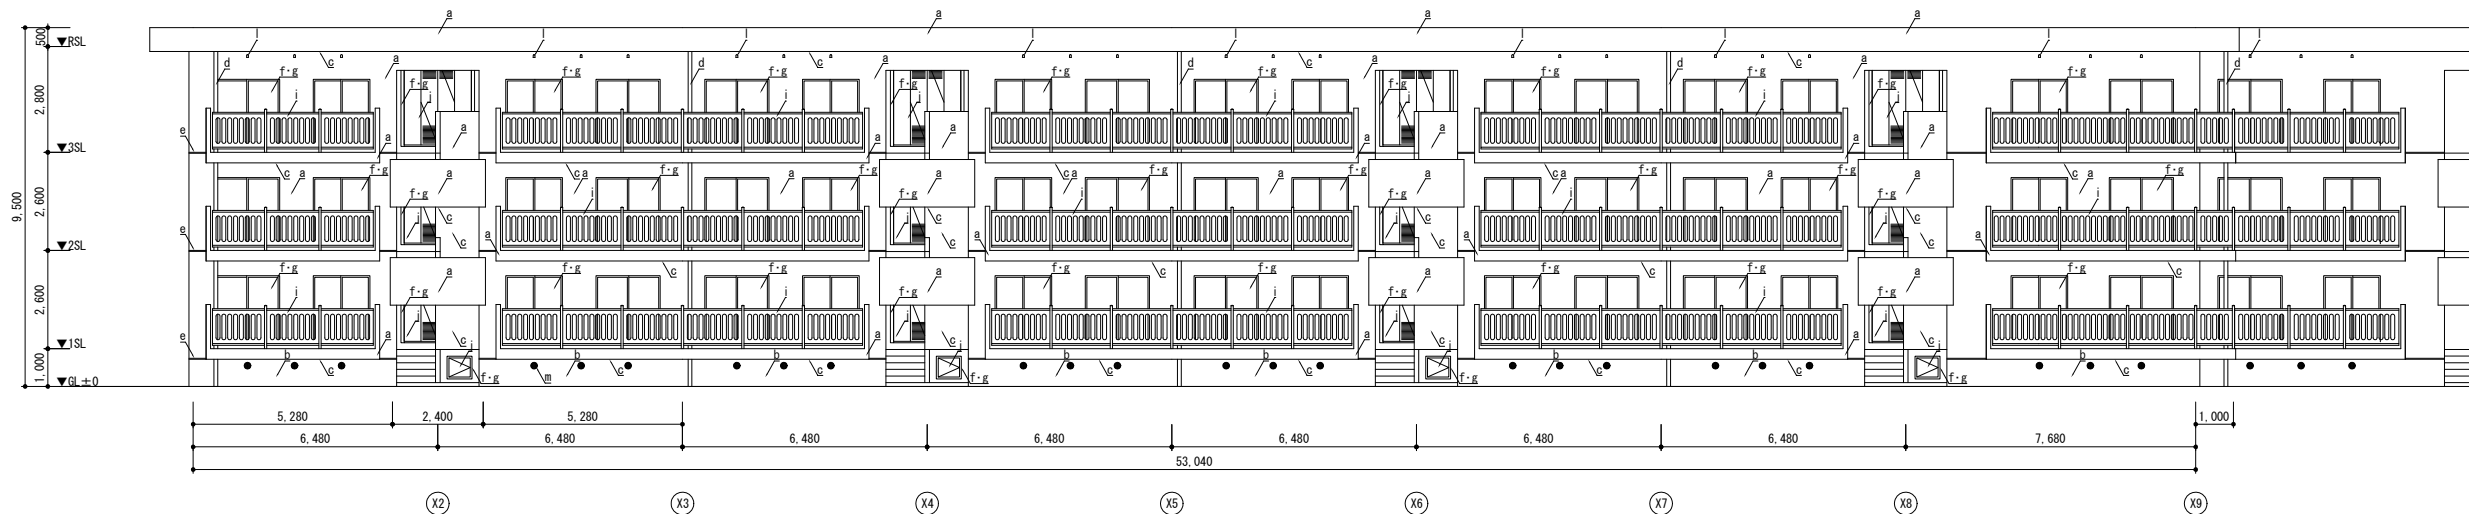 a a a a
500 ▼RSL l l l l l l l l l
c c c c
d a d a d a d a d
f・g f・g f・g f・g f・g f・g f・g f・g f・g f・g f・g f・g
2,800 i j i j i j i j i
e a a a a a a a a
▼3SL
9,500
c a f・g a c a f・g a f・g a c a f・g a f・g a c a f・g
2,600 f・g i f・g i f・g i f・g i
j c j c j c j c
e a c a c a c a c
▼2SL
f・g a f・g c f・g a f・g c f・g a f・g c f・g a f・g c
2,600 i f・g i f・g i f・g i f・g
j j j j
e a c a c a c a c
▼1SL
b c j b c b c j b c b c j b c b c j b c
1,000 f・g m f・g f・g f・g
▼GL±0
5,280 2,400 5,280 1,000
6,480 6,480 6,480 6,480 6,480 6,480 6,480 7,680
53,040
X2 X3 X4 X5 X6 X7 X8 X9